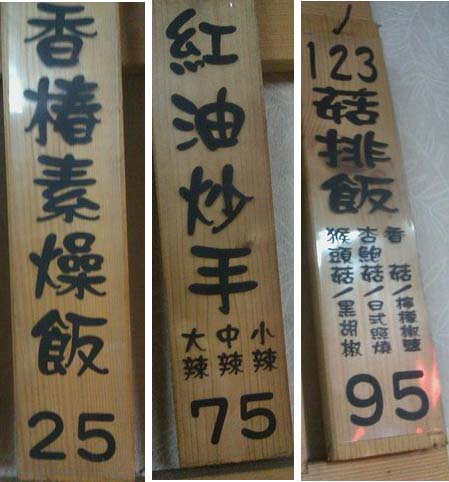 香椿素燥飯
25
紅油炒手
小辣
中辣
大辣
75
123
菇排飯
香菇/檸檬椒鹽
杏鮑菇/日式照燒
猴頭菇/黑胡椒
95